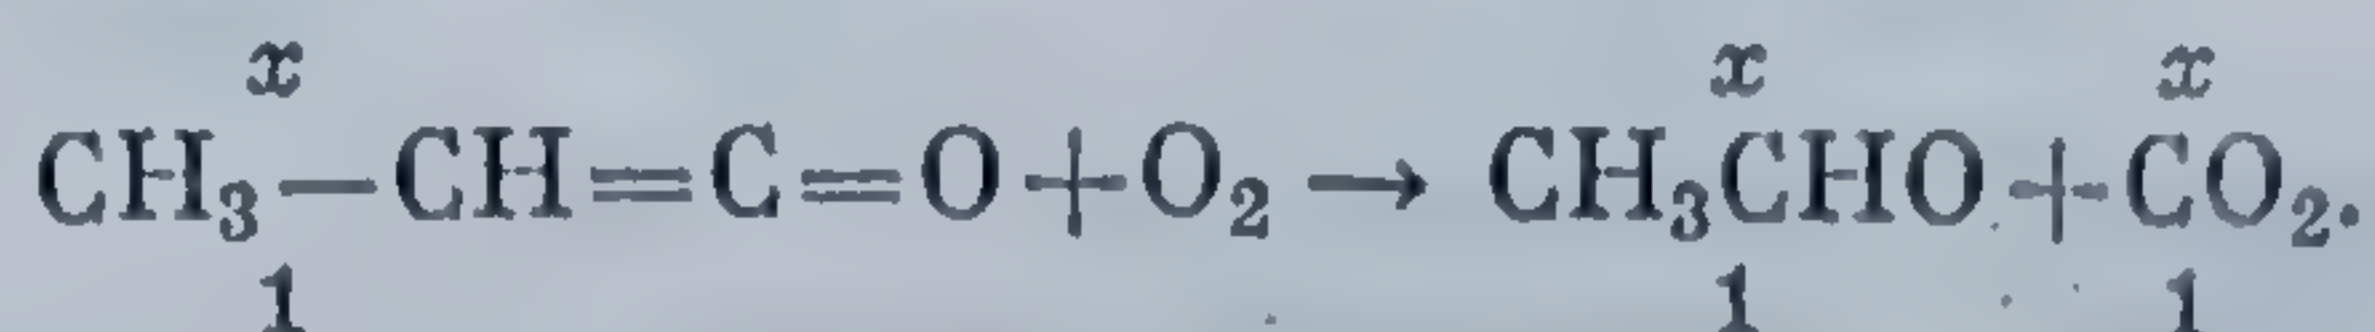 x x x
CH₃—CH=C=O+O₂ → CH₃CHO+CO₂.
1 1 1